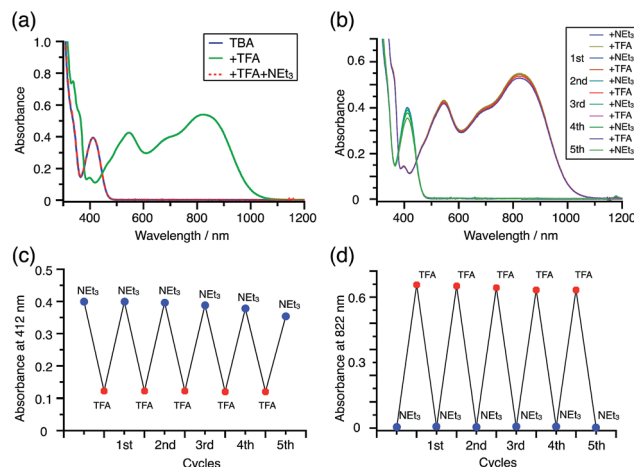 (a)
1.0
0.8
0.6
0.4
0.2
0.0
Absorbance
TBA
+TFA
+TFA+NEt₃
400 600 800 1000 1200
Wavelength / nm
(b)
0.6
0.4
0.2
0.0
Absorbance
+NEt₃
+TFA
1st +NEt₃
+TFA
2nd +NEt₃
+TFA
3rd +NEt₃
+TFA
4th +NEt₃
+TFA
5th +NEt₃
400 600 800 1000 1200
Wavelength / nm
(c)
0.5
0.4
0.3
0.2
0.1
0
Absorbance at 412 nm
NEt₃ NEt₃ NEt₃ NEt₃ NEt₃ NEt₃
TFA TFA TFA TFA TFA
1st 2nd 3rd 4th 5th
Cycles
(d)
0.6
0.3
0
Absorbance at 822 nm
TFA TFA TFA TFA TFA
NEt₃ NEt₃ NEt₃ NEt₃ NEt₃ NEt₃
1st 2nd 3rd 4th 5th
Cycles